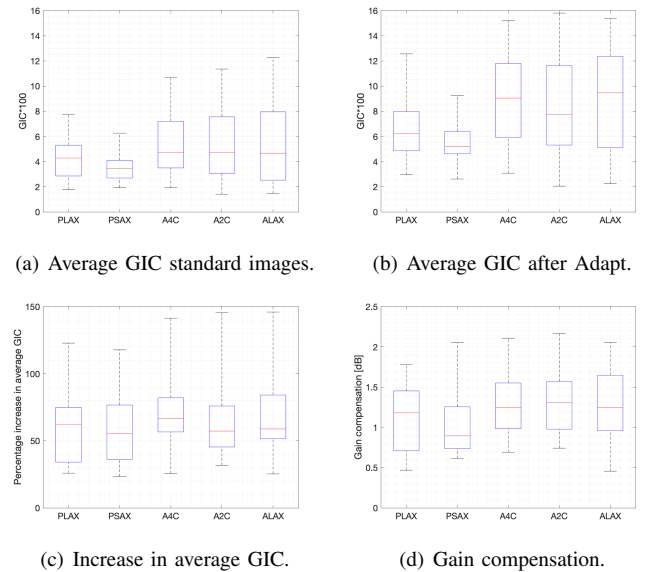 16
14
12
10
8
6
4
2
0
GIC*100
PLAX PSAX A4C A2C ALAX
(a) Average GIC standard images.
16
14
12
10
8
6
4
2
0
GIC*100
PLAX PSAX A4C A2C ALAX
(b) Average GIC after Adapt.
150
100
50
0
Percentage increase in average GIC
PLAX PSAX A4C A2C ALAX
(c) Increase in average GIC.
2.5
2
1.5
1
0.5
0
Gain compensation [dB]
PLAX PSAX A4C A2C ALAX
(d) Gain compensation.